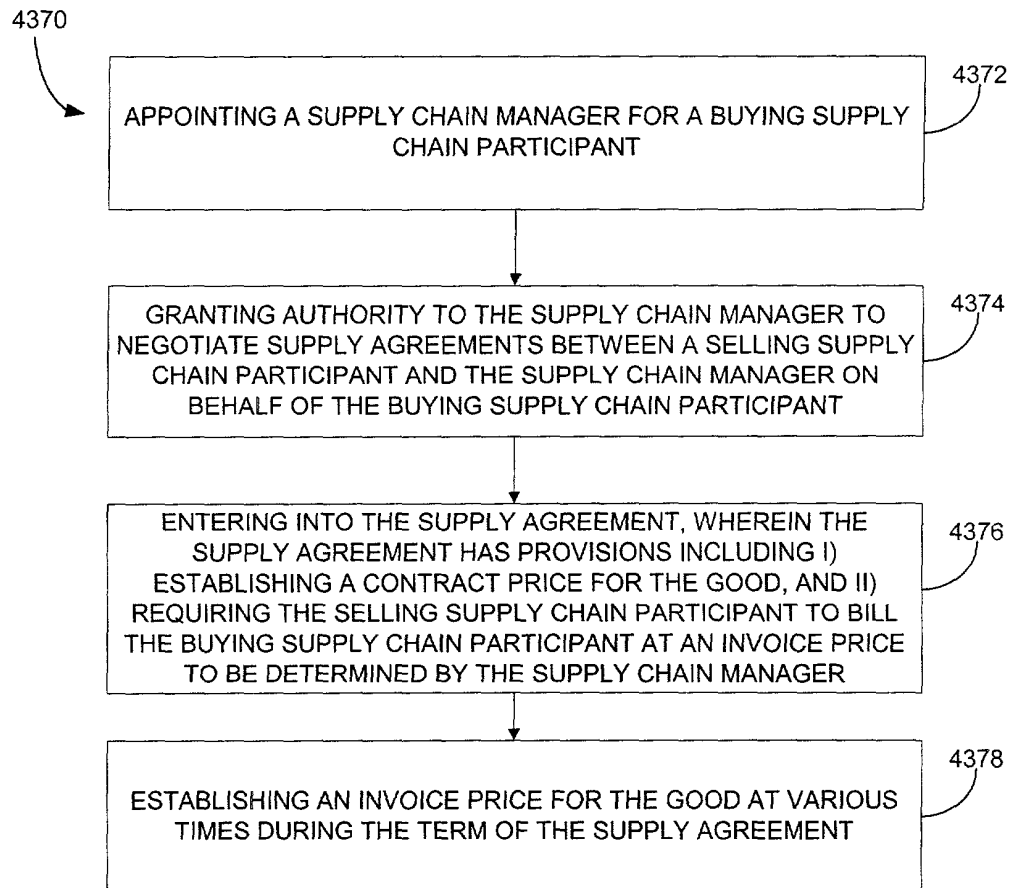 4370
APPOINTING A SUPPLY CHAIN MANAGER FOR A BUYING SUPPLY
CHAIN PARTICIPANT
4372
GRANTING AUTHORITY TO THE SUPPLY CHAIN MANAGER TO
NEGOTIATE SUPPLY AGREEMENTS BETWEEN A SELLING SUPPLY
CHAIN PARTICIPANT AND THE SUPPLY CHAIN MANAGER ON
BEHALF OF THE BUYING SUPPLY CHAIN PARTICIPANT
4374
ENTERING INTO THE SUPPLY AGREEMENT, WHEREIN THE
SUPPLY AGREEMENT HAS PROVISIONS INCLUDING I)
ESTABLISHING A CONTRACT PRICE FOR THE GOOD, AND II)
REQUIRING THE SELLING SUPPLY CHAIN PARTICIPANT TO BILL
THE BUYING SUPPLY CHAIN PARTICIPANT AT AN INVOICE PRICE
TO BE DETERMINED BY THE SUPPLY CHAIN MANAGER
4376
ESTABLISHING AN INVOICE PRICE FOR THE GOOD AT VARIOUS
TIMES DURING THE TERM OF THE SUPPLY AGREEMENT
4378